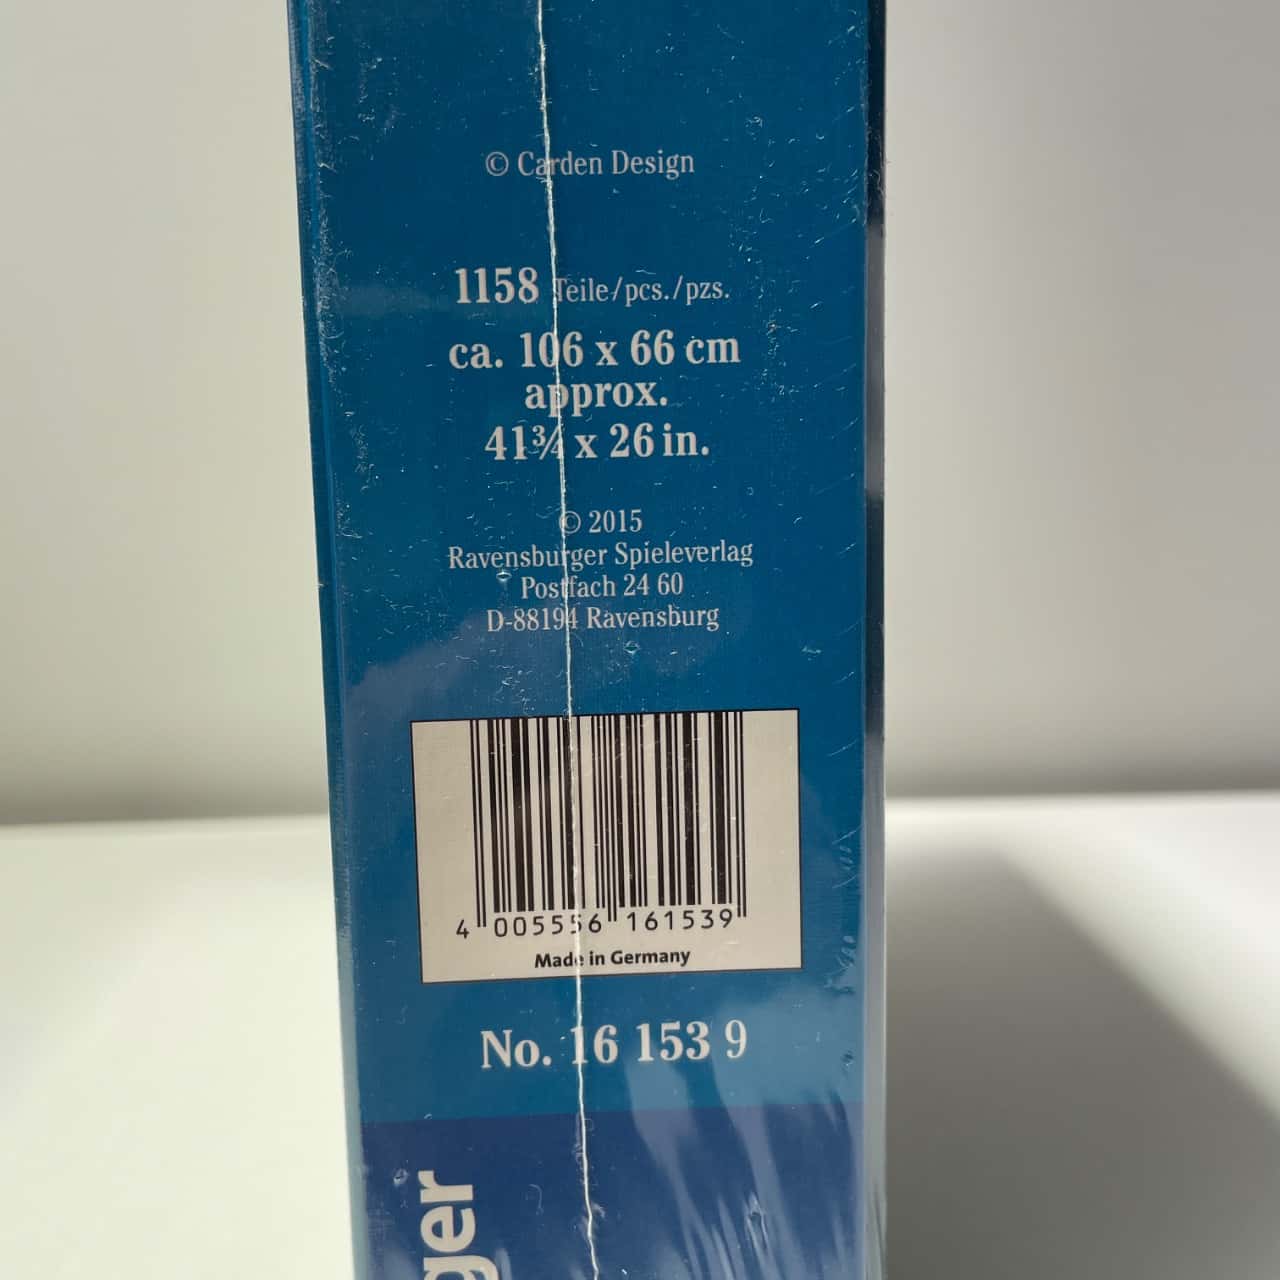 © Carden Design
1158 Teile/pcs./pzs.
ca. 106 x 66 cm
approx.
41¾ x 26 in.
© 2015
Ravensburger Spieleverlag
Postfach 24 60
D-88194 Ravensburg
4 005556 161539
Made in Germany
No. 16 153 9
ger